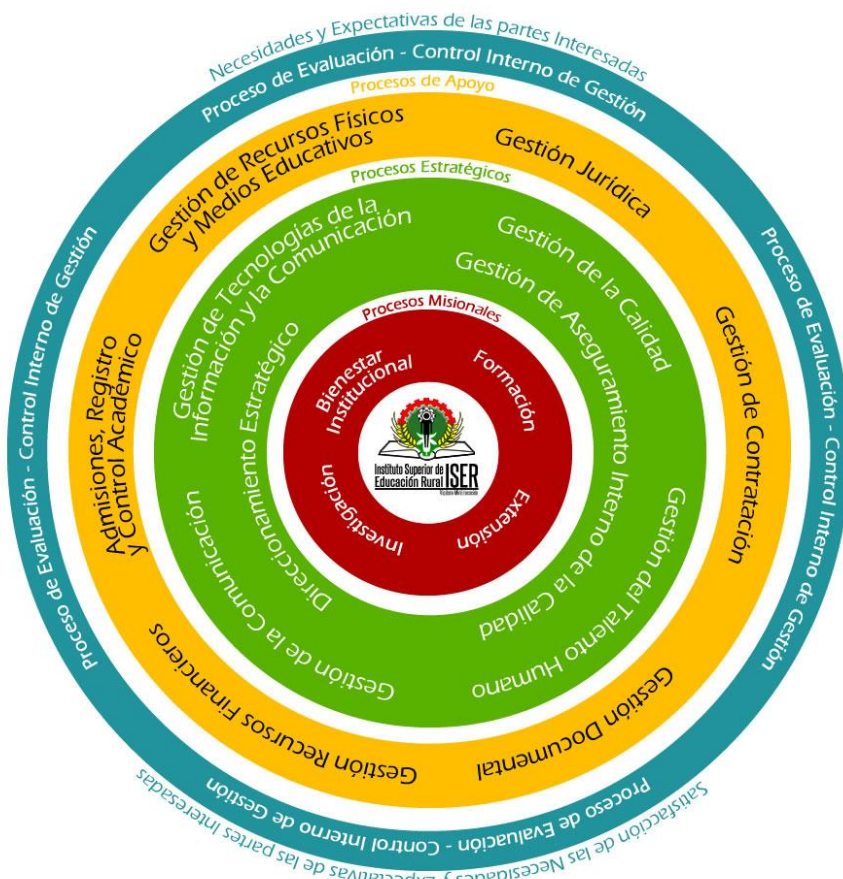 Necesidades y Expectativas de las partes Interesadas
Proceso de Evaluación - Control Interno de Gestión
Proceso de Evaluación - Control Interno de Gestión
Proceso de Evaluación - Control Interno de Gestión
Proceso de Evaluación - Control Interno de Gestión
Procesos de Apoyo
Gestión de Recursos Físicos
y Medios Educativos
Gestión Jurídica
Gestión de Contratación
Gestión Documental
Gestión Recursos Financieros
Admisiones, Registro
y Control Académico
Procesos Estratégicos
Gestión de Tecnologías de la
Información y la Comunicación
Gestión de la Calidad
Gestión de Aseguramiento Interno de la Calidad
Gestión del Talento Humano
Gestión de la Comunicación
Direccionamiento Estratégico
Procesos Misionales
Bienestar
Institucional
Formación
Extensión
Investigación
Instituto Superior de
Educación Rural
ISER
Satisfacción de las Necesidades y Expectativas de las partes Interesadas